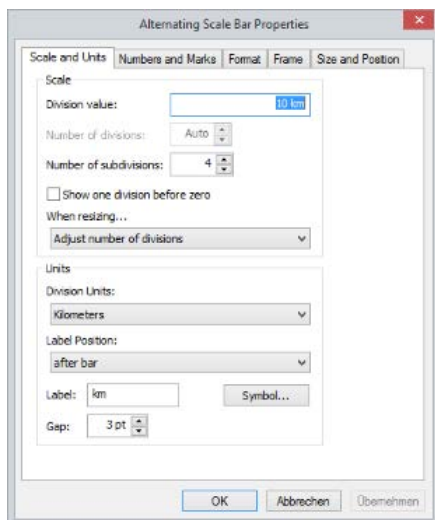 Alternating Scale Bar Properties
Scale and Units Numbers and Marks Format Frame Size and Position
Scale
Division value: 10 km
Number of divisions: Auto
Number of subdivisions: 4
Show one division before zero
When resizing...
Adjust number of divisions
Units
Division Units:
Kilometers
Label Position:
after bar
Label: km Symbol...
Gap: 3 pt
OK Abbrechen Übernehmen